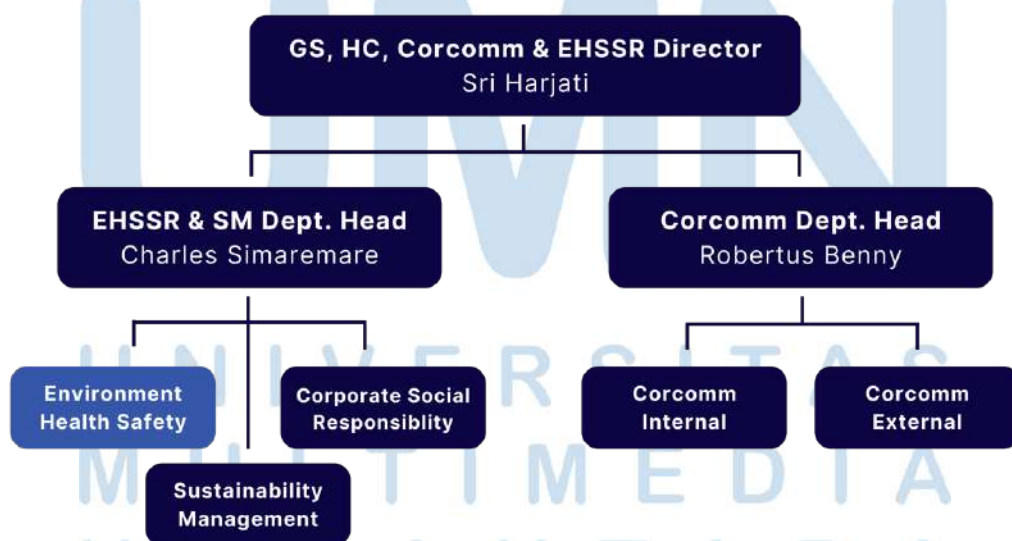 GS, HC, Corcomm & EHSSR Director
Sri Harjati
EHSSR & SM Dept. Head
Charles Simaremare
Corcomm Dept. Head
Robertus Benny
Environment
Health Safety
Corporate Social
Responsiblity
Corcomm
Internal
Corcomm
External
Sustainability
Management
UMN
UNIVERSITAS
MULTIMEDIA